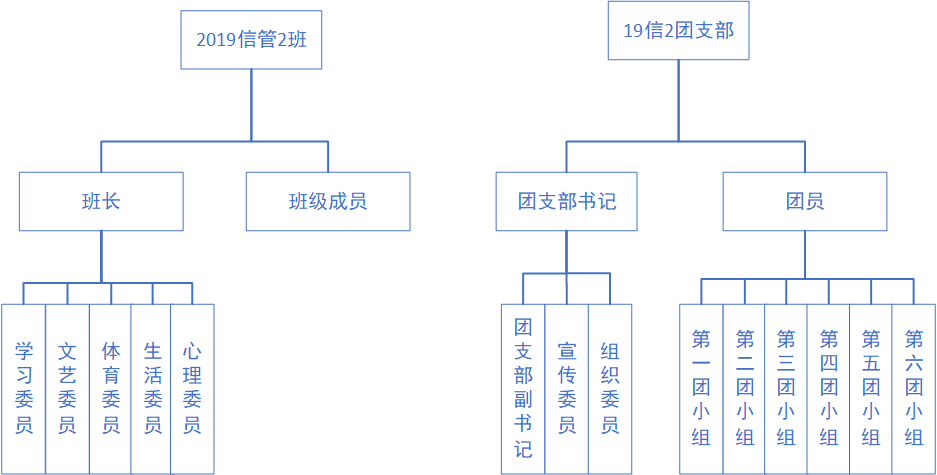 2019信管2班
19信2团支部
班长
班级成员
团支部书记
团员
学习委员
文艺委员
体育委员
生活委员
心理委员
团支部副书记
宣传委员
组织委员
第一团小组
第二团小组
第三团小组
第四团小组
第五团小组
第六团小组